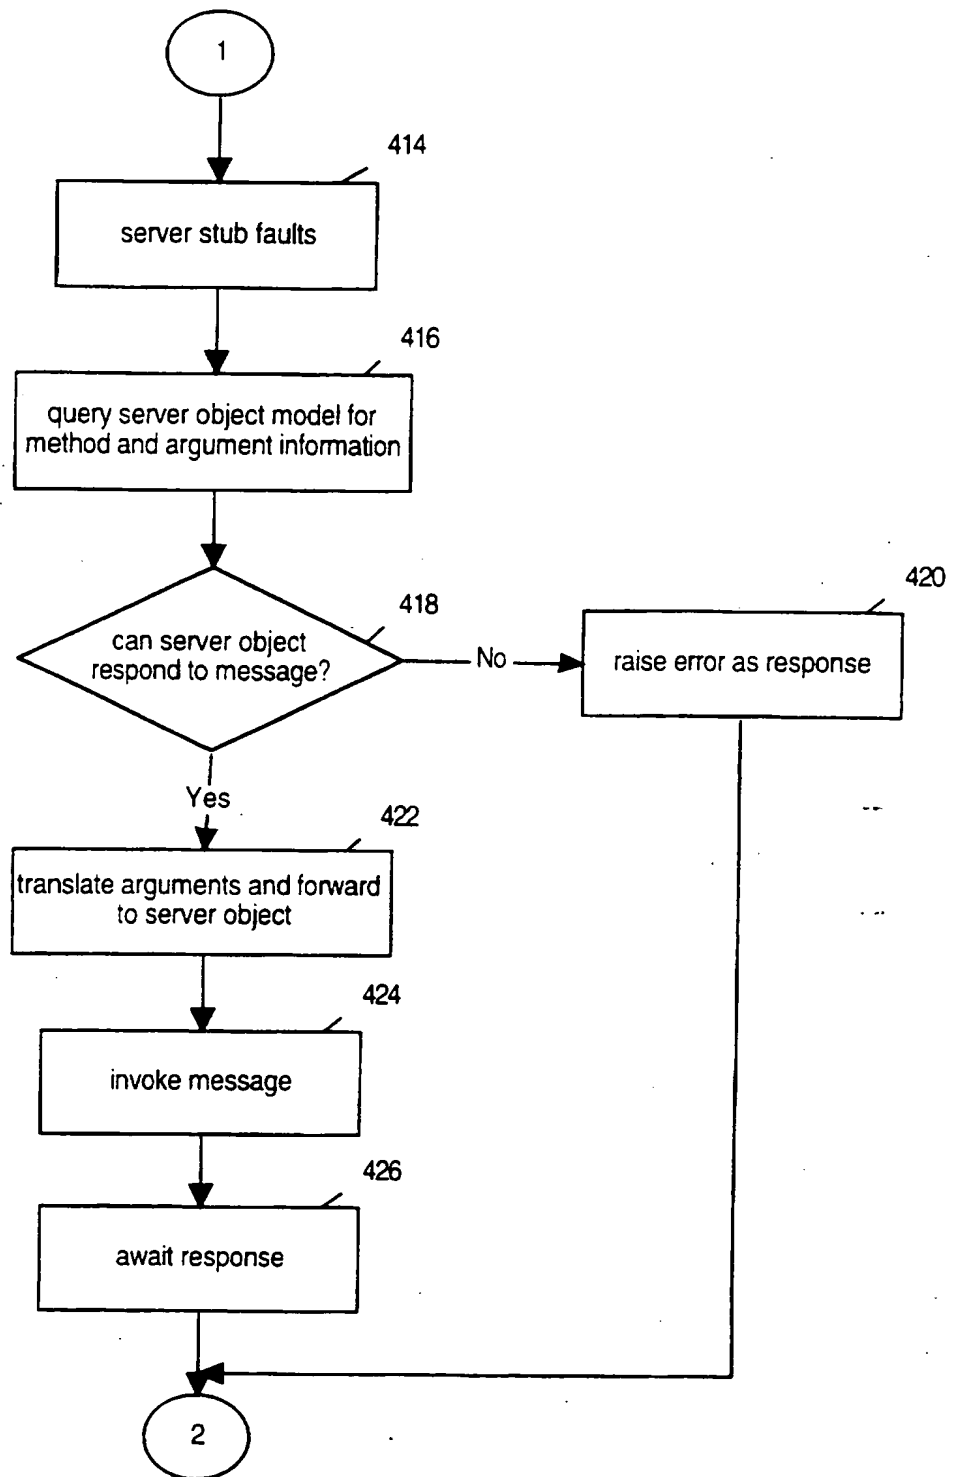 1
414
server stub faults
416
query server object model for
method and argument information
418
can server object
respond to message?
No
420
raise error as response
Yes
422
translate arguments and forward
to server object
424
invoke message
426
await response
2